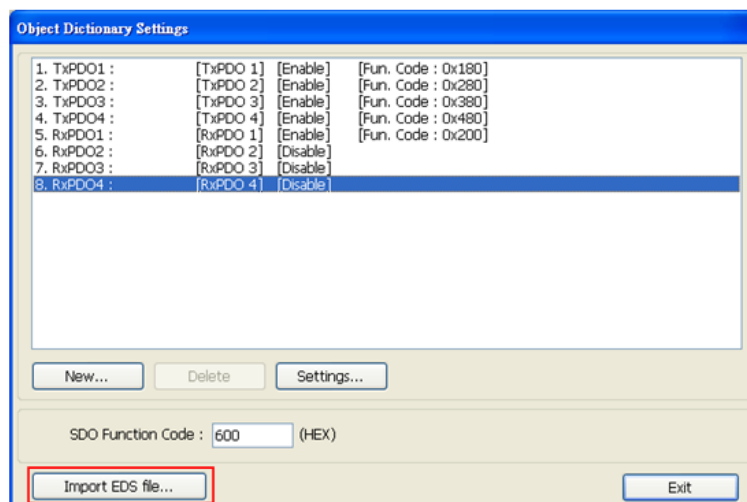 Object Dictionary Settings
1. TxPDO1 : [TxPDO 1] [Enable] [Fun. Code : 0x180]
2. TxPDO2 : [TxPDO 2] [Enable] [Fun. Code : 0x280]
3. TxPDO3 : [TxPDO 3] [Enable] [Fun. Code : 0x380]
4. TxPDO4 : [TxPDO 4] [Enable] [Fun. Code : 0x480]
5. RxPDO1 : [RxPDO 1] [Enable] [Fun. Code : 0x200]
6. RxPDO2 : [RxPDO 2] [Disable]
7. RxPDO3 : [RxPDO 3] [Disable]
8. RxPDO4 : [RxPDO 4] [Disable]
New... Delete Settings...
SDO Function Code : 600 (HEX)
Import EDS file... Exit